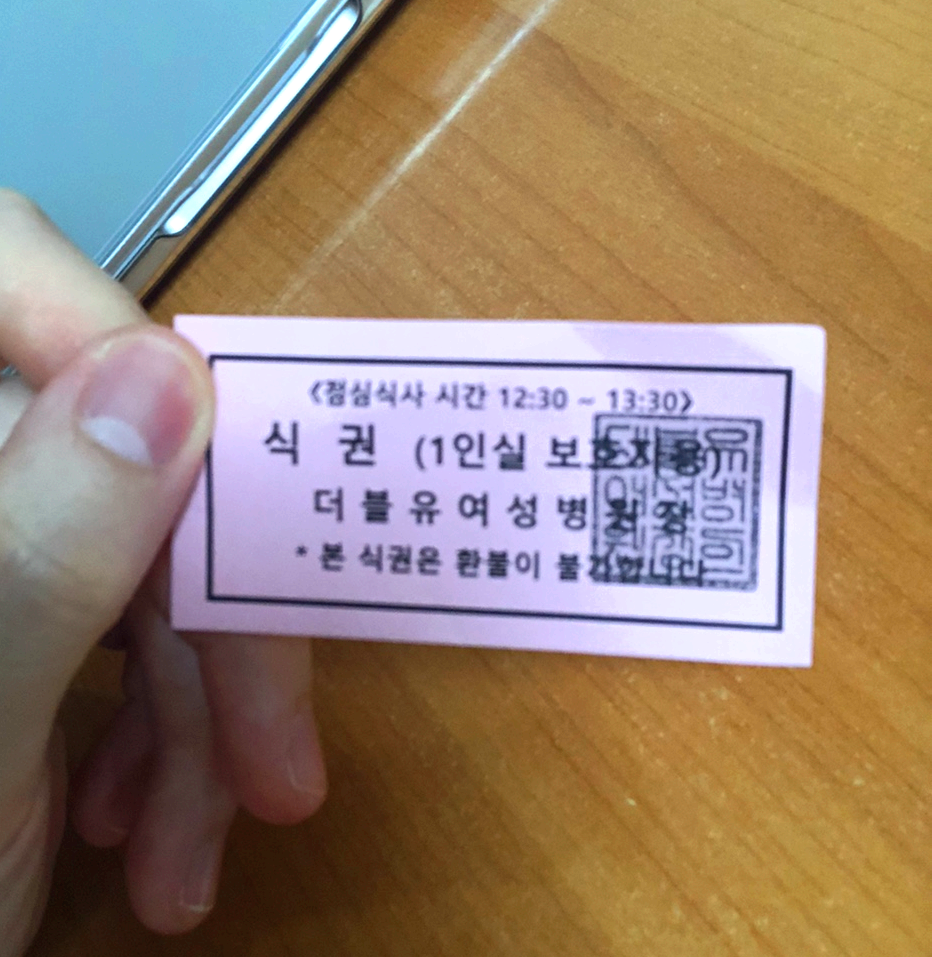 <점심식사 시간 12:30 ~ 13:30>
식 권 (1인실 보호자용)
더블유여성병원장
* 본 식권은 환불이 불가합니다